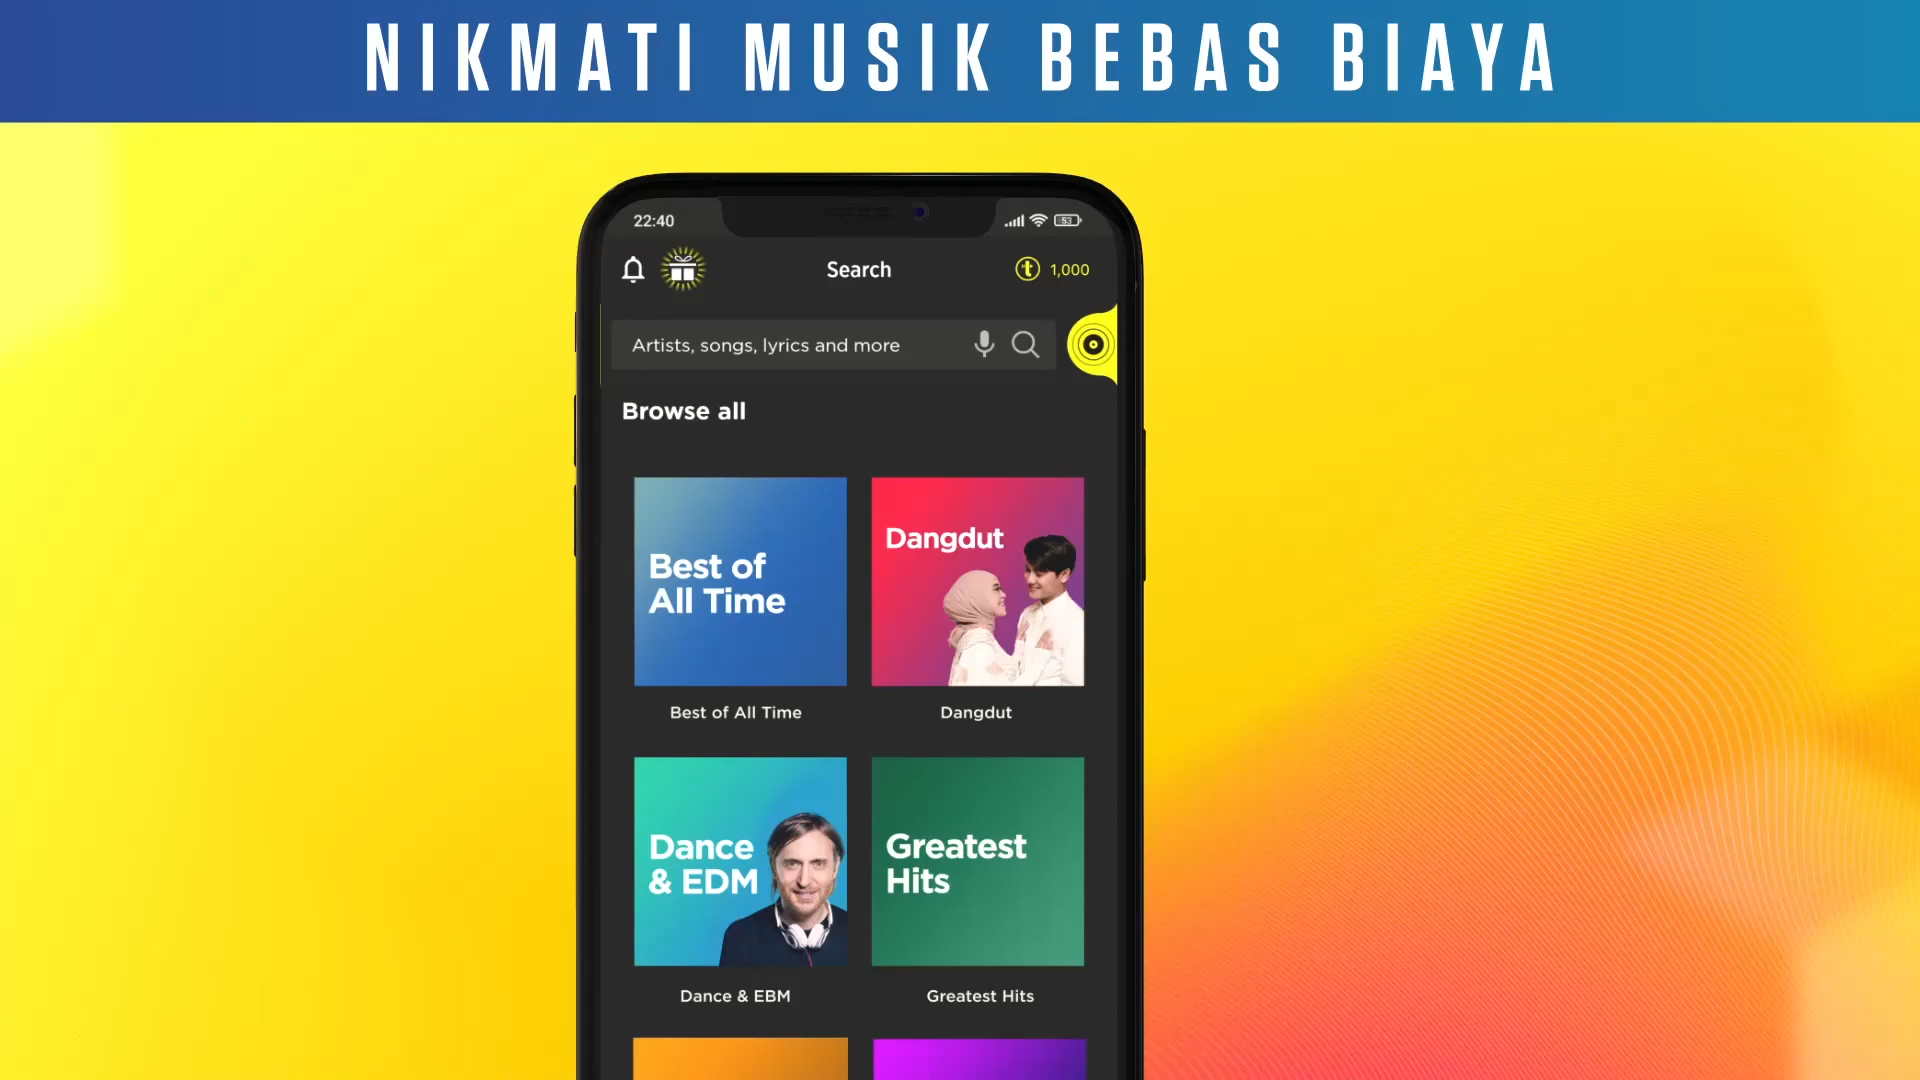 NIKMATI MUSIK BEBAS BIAYA
22:40
53
Search
1,000
Artists, songs, lyrics and more
Browse all
Best of
All Time
Dangdut
Best of All Time
Dangdut
Dance
& EDM
Greatest
Hits
Dance & EBM
Greatest Hits